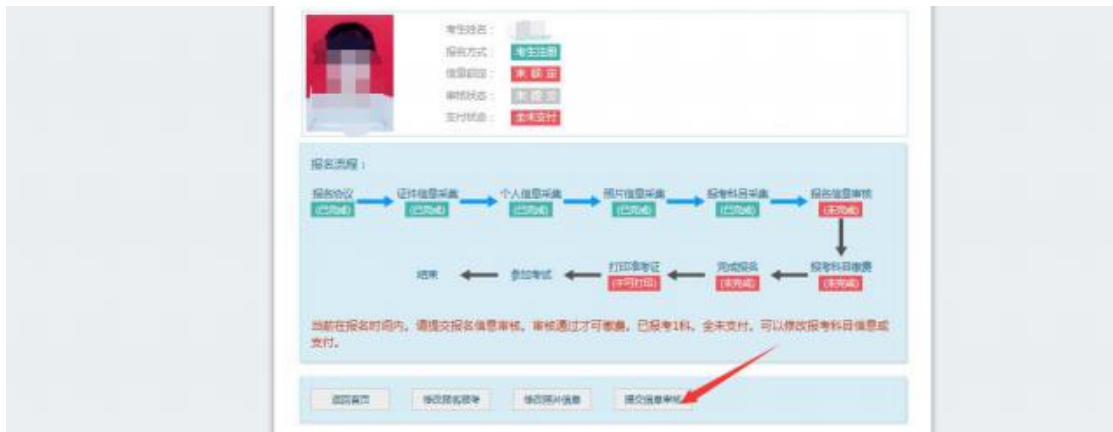 考生姓名：
报名方式： 考生注册
信息锁定： 未 锁 定
审核状态： 未 提 交
支付状态： 全未支付
报名流程：
报名协议 证件信息采集 个人信息采集 照片信息采集 报考科目采集 报名信息审核
(已完成) (已完成) (已完成) (已完成) (已完成) (未完成)
结束 参加考试 打印准考证 完成报名 报考科目缴费
(不可打印) (未完成) (未完成)
当前在报名时间内。请提交报名信息审核。审核通过才可缴费。已报考1科。全未支付。可以修改报考科目信息或
支付。
返回首页 修改报名报考 修改照片信息 提交信息审核